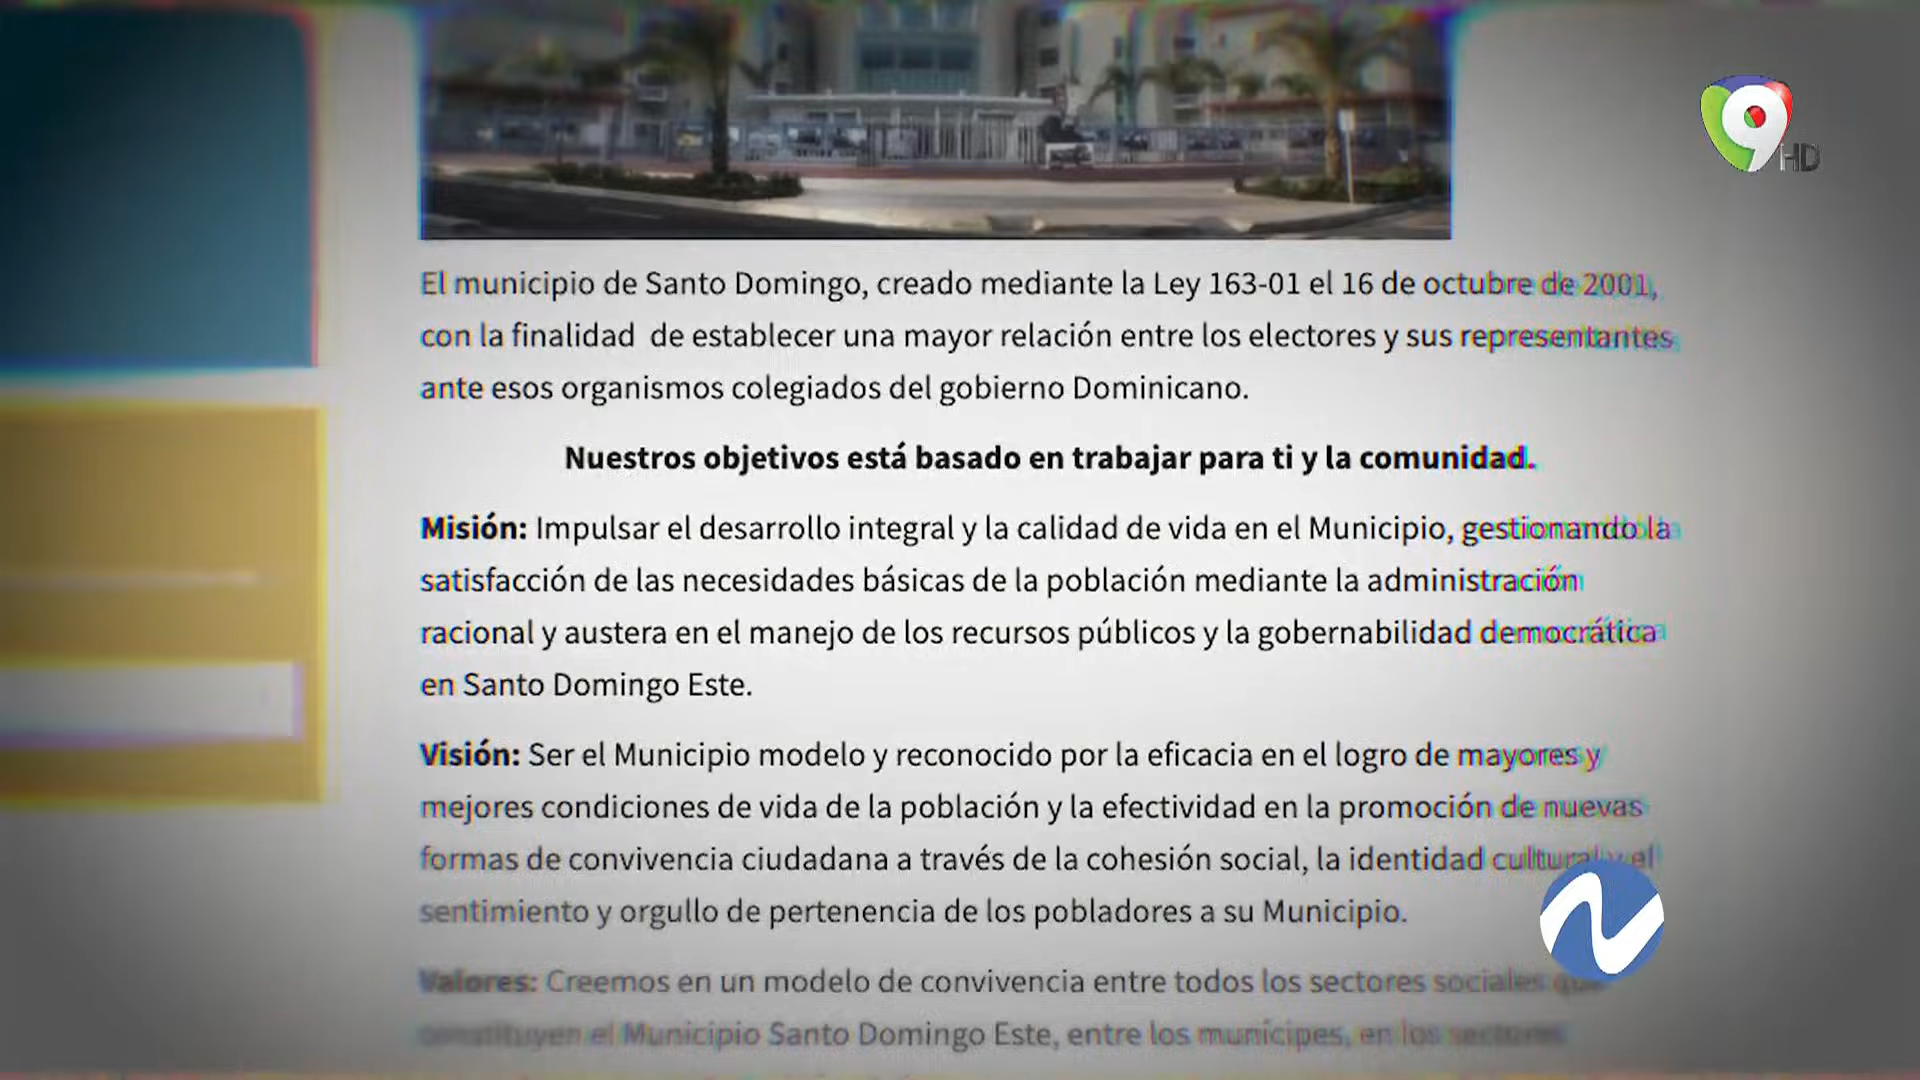 9
HD
El municipio de Santo Domingo, creado mediante la Ley 163-01 el 16 de octubre de 2001,
con la finalidad de establecer una mayor relación entre los electores y sus representantes
ante esos organismos colegiados del gobierno Dominicano.
Nuestros objetivos está basado en trabajar para ti y la comunidad.
Misión: Impulsar el desarrollo integral y la calidad de vida en el Municipio, gestionando la
satisfacción de las necesidades básicas de la población mediante la administración
racional y austera en el manejo de los recursos públicos y la gobernabilidad democrática
en Santo Domingo Este.
Visión: Ser el Municipio modelo y reconocido por la eficacia en el logro de mayores y
mejores condiciones de vida de la población y la efectividad en la promoción de nuevas
formas de convivencia ciudadana a través de la cohesión social, la identidad cultural y el
sentimiento y orgullo de pertenencia de los pobladores a su Municipio.
Valores: Creemos en un modelo de convivencia entre todos los sectores sociales que
constituyen el Municipio Santo Domingo Este, entre los munícipes, en los sectores